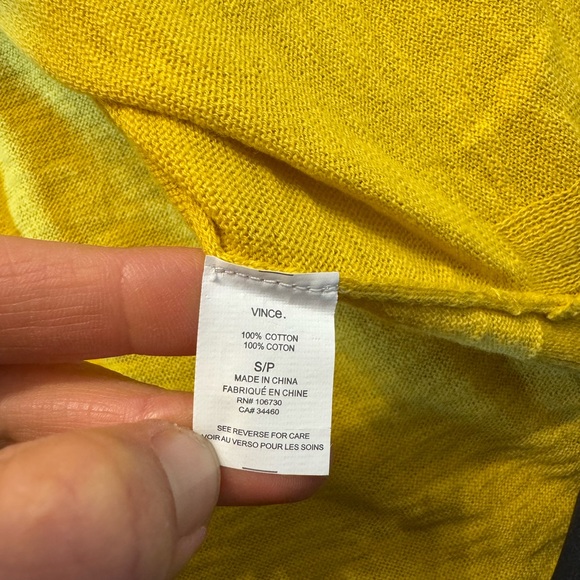 VINCe.
100% COTTON
100% COTON
S/P
MADE IN CHINA
FABRIQUÉ EN CHINE
RN# 106730
CA# 34460
SEE REVERSE FOR CARE
VOIR AU VERSO POUR LES SOINS